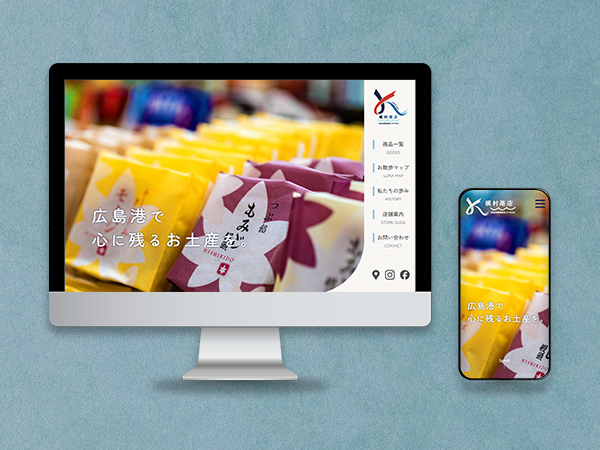 広島港で
心に残るお土産を。
つぶ餡
もみぢ
NISHIKIDO
梶村商店
商品一覧
GOODS
お散歩マップ
UJINA MAP
私たちの歩み
HISTORY
店舗案内
STORE GUIDE
お問い合わせ
CONTACT
梶村商店
広島港で
心に残るお土産を。